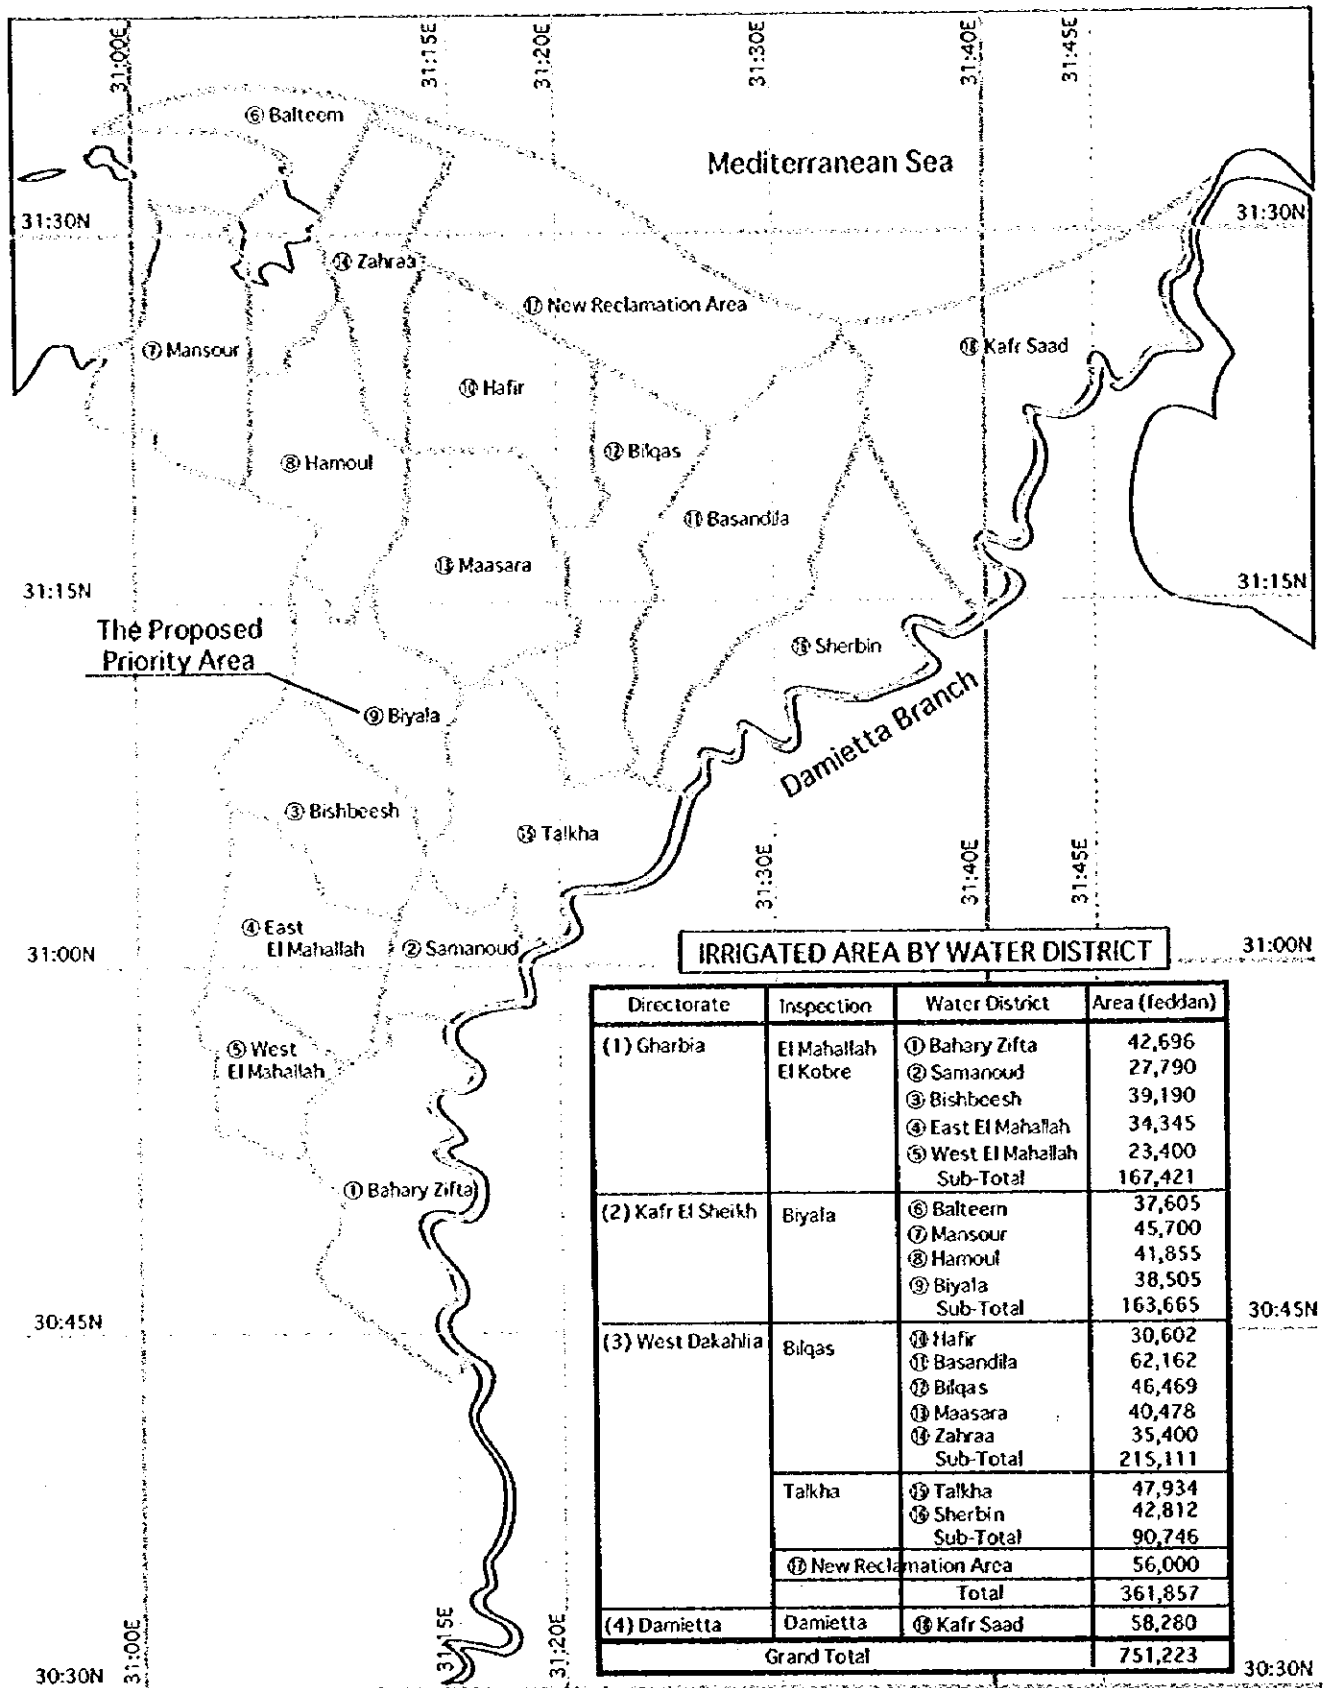 31:00E
31:15E
31:20E
31:30E
31:40E
31:45E
⑥ Balteem
Mediterranean Sea
31:30N
31:30N
⑭ Zahraa
⑰ New Reclamation Area
⑦ Mansour
⑱ Kafr Saad
⑩ Hafir
⑧ Hamoul
⑫ Bilqas
⑪ Basandila
⑬ Maasara
31:15N
31:15N
The Proposed
Priority Area
⑯ Sherbin
⑨ Biyala
Damietta Branch
③ Bishbeesh
⑮ Talkha
31:30E
31:40E
31:45E
④ East
El Mahallah
② Samanoud
31:00N
31:00N
IRRIGATED AREA BY WATER DISTRICT
Directorate Inspection Water District Area (feddan)
(1) Gharbia El Mahallah ① Bahary Zifta 42,696
El Kobre ② Samanoud 27,790
③ Bishbeesh 39,190
④ East El Mahallah 34,345
⑤ West El Mahallah 23,400
Sub-Total 167,421
(2) Kafr El Sheikh Biyala ⑥ Balteem 37,605
⑦ Mansour 45,700
⑧ Hamoul 41,855
⑨ Biyala 38,505
Sub-Total 163,665
(3) West Dakahlia Bilqas ⑩ Hafir 30,602
⑪ Basandila 62,162
⑫ Bilqas 46,469
⑬ Maasara 40,478
⑭ Zahraa 35,400
Sub-Total 215,111
Talkha ⑮ Talkha 47,934
⑯ Sherbin 42,812
Sub-Total 90,746
⑰ New Reclamation Area 56,000
Total 361,857
(4) Damietta Damietta ⑱ Kafr Saad 58,280
Grand Total 751,223
⑤ West
El Mahallah
① Bahary Zifta
30:45N
30:45N
31:00E
31:15E
31:20E
30:30N
30:30N